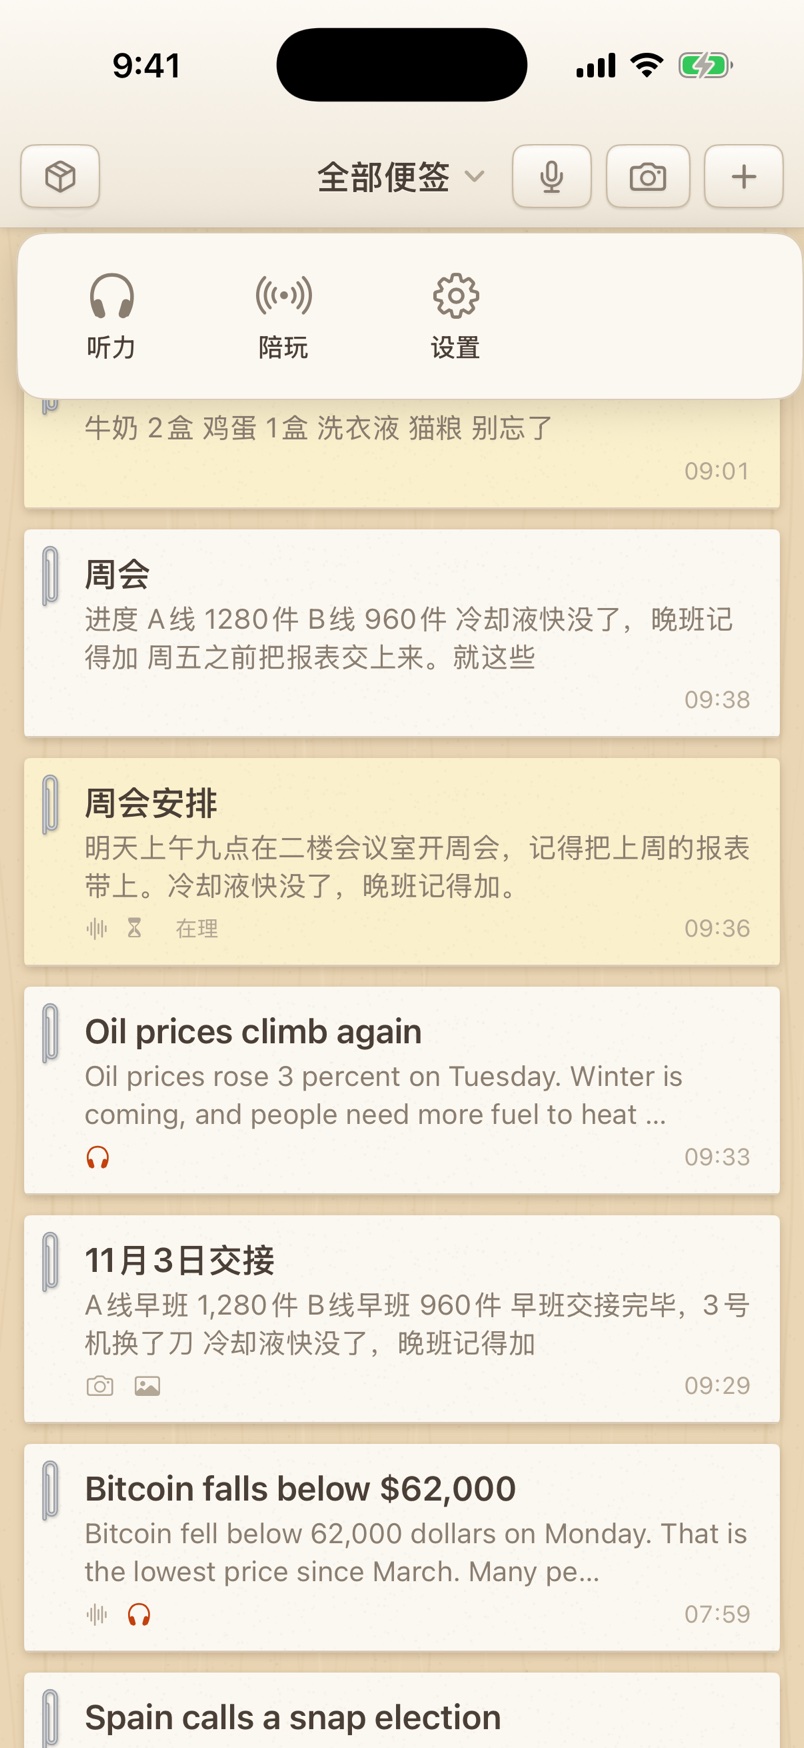 9:41
全部便签
听力 陪玩 设置
牛奶 2盒 鸡蛋 1盒 洗衣液 猫粮 别忘了
09:01
周会
进度 A线 1280件 B线 960件 冷却液快没了，晚班记
得加 周五之前把报表交上来。就这些
09:38
周会安排
明天上午九点在二楼会议室开周会，记得把上周的报表
带上。冷却液快没了，晚班记得加。
在理 09:36
Oil prices climb again
Oil prices rose 3 percent on Tuesday. Winter is
coming, and people need more fuel to heat ...
09:33
11月3日交接
A线早班 1,280件 B线早班 960件 早班交接完毕，3号
机换了刀 冷却液快没了，晚班记得加
09:29
Bitcoin falls below $62,000
Bitcoin fell below 62,000 dollars on Monday. That is
the lowest price since March. Many pe...
07:59
Spain calls a snap election